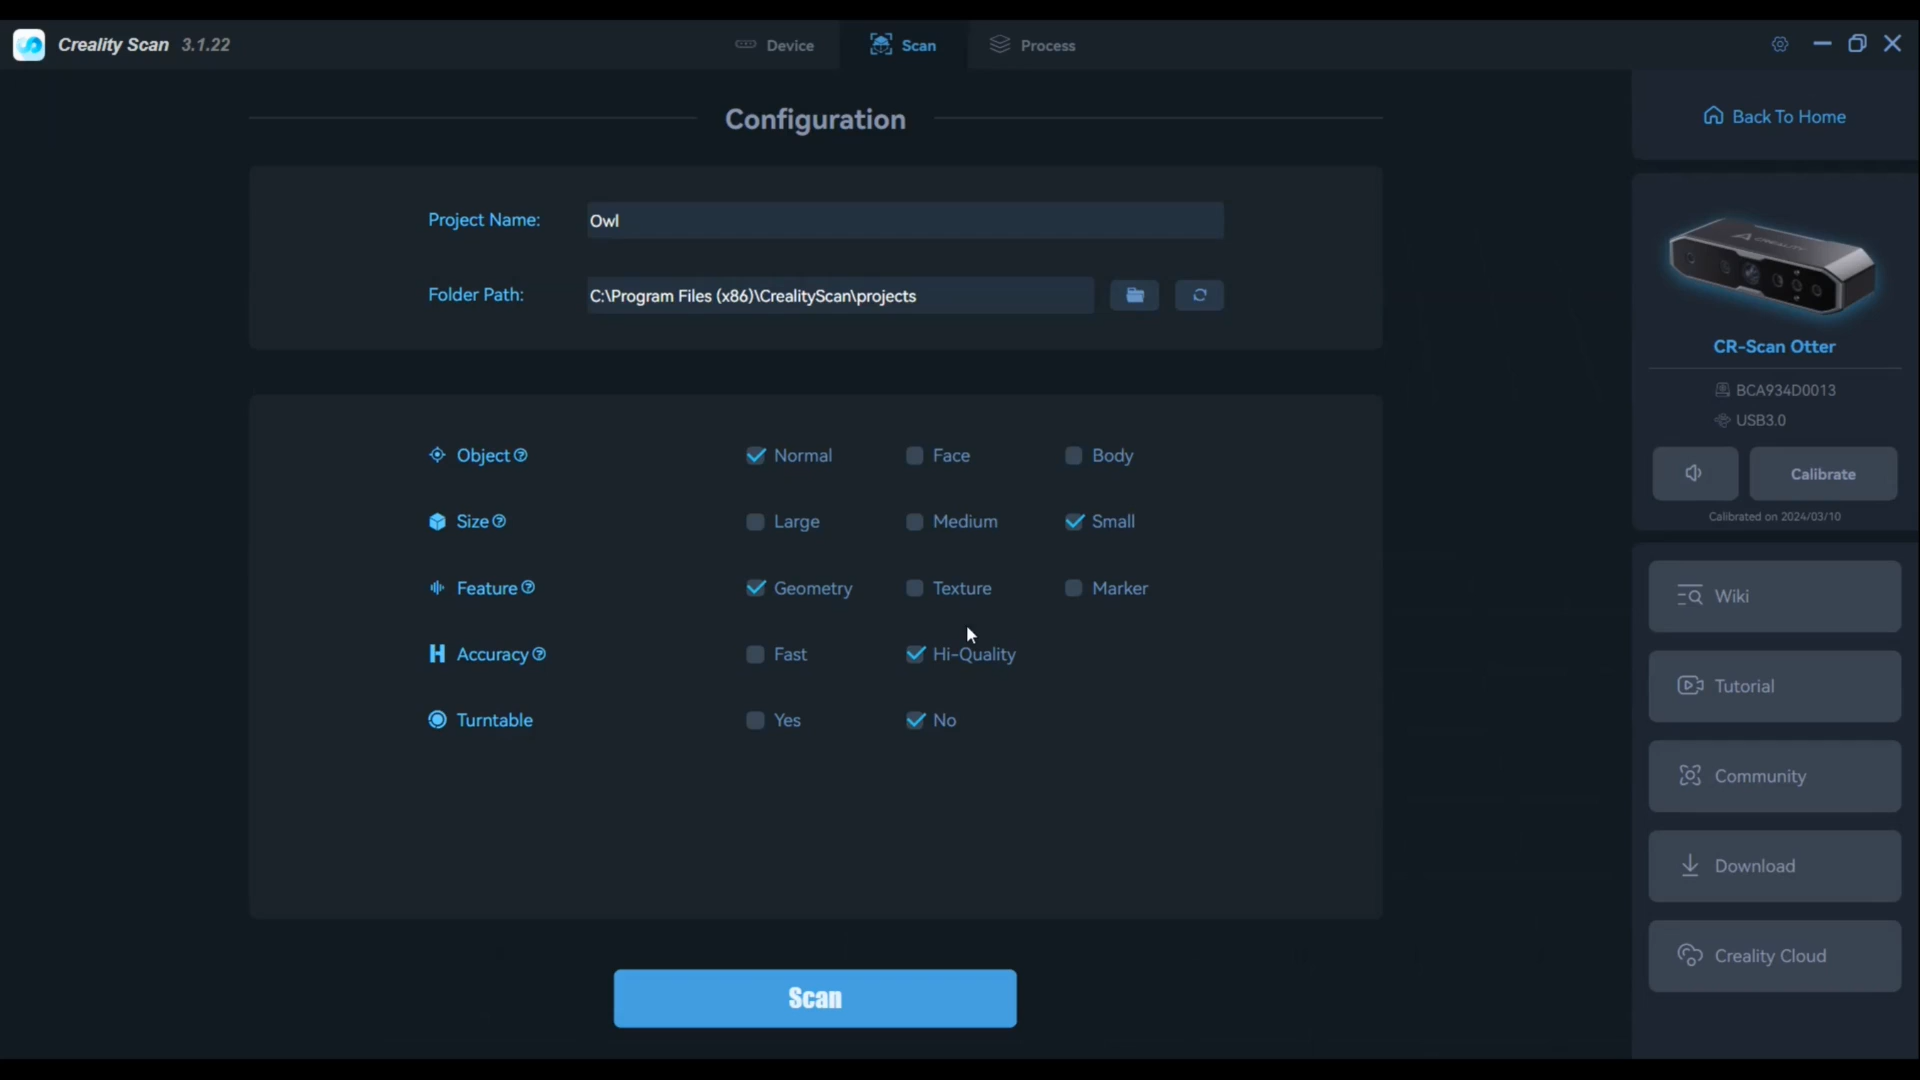 Creality Scan 3.1.22
Device
Scan
Process
Configuration
Back To Home
Project Name:
Owl
Folder Path:
C:\Program Files (x86)\CrealityScan\projects
CREALITY
CR-Scan Otter
BCA934D0013
USB3.0
Calibrate
Calibrated on 2024/03/10
Object Normal Face Body
Size Large Medium Small
Feature Geometry Texture Marker
Accuracy Fast Hi-Quality
Turntable Yes No
Wiki
Tutorial
Community
Download
Creality Cloud
Scan